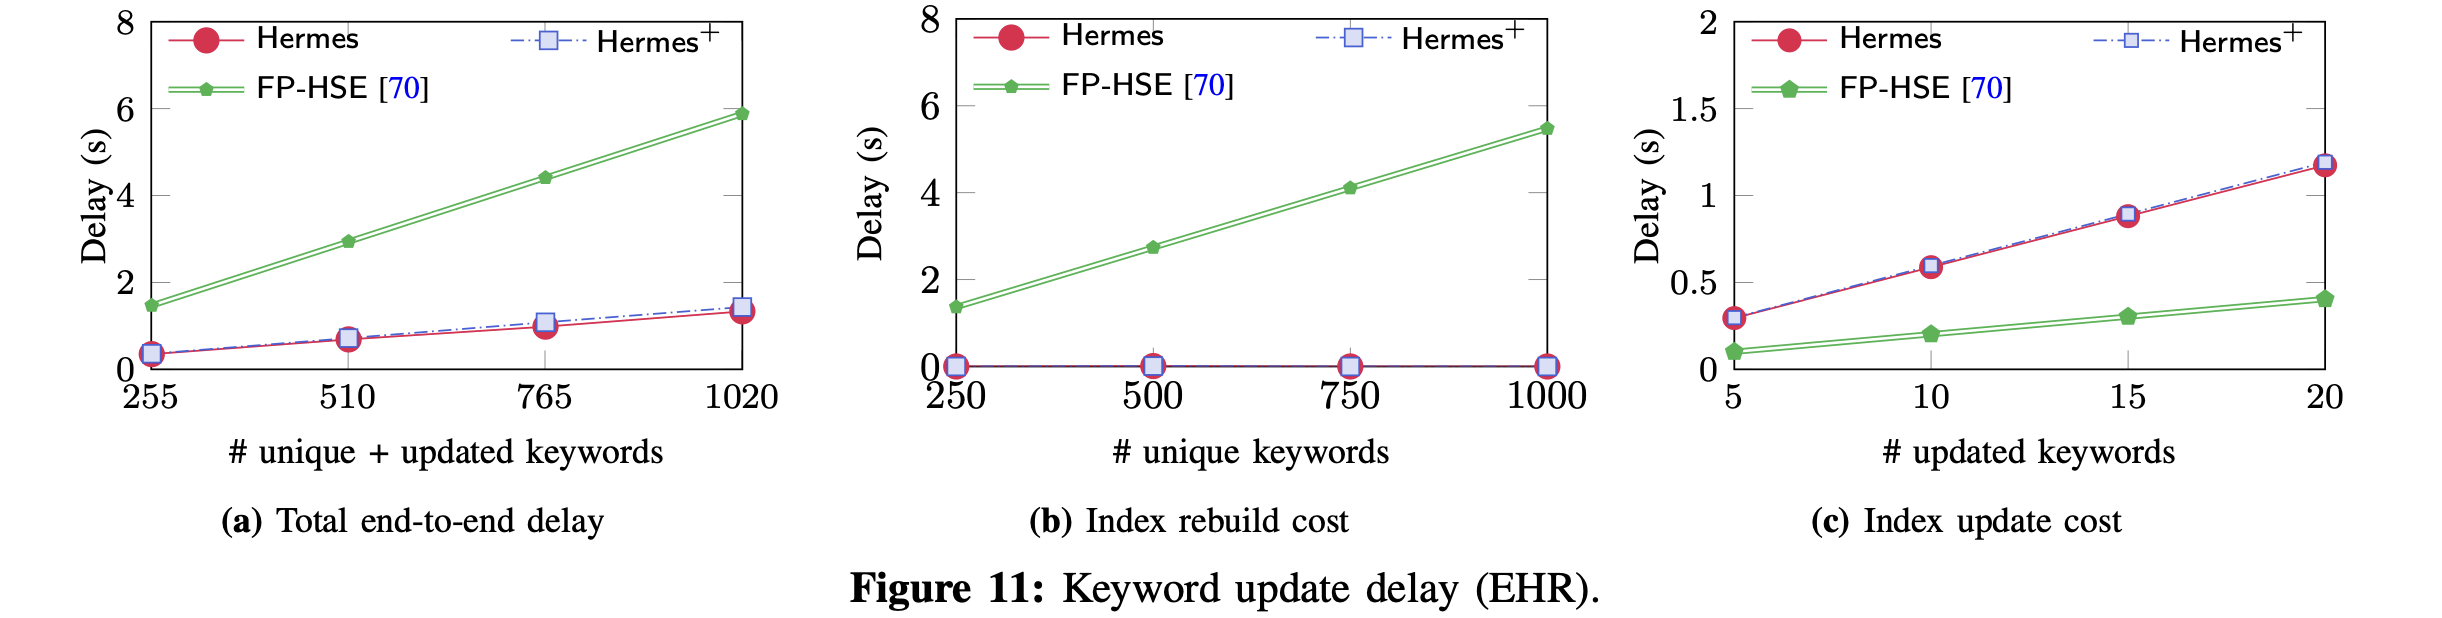 8
6
4
2
0
Delay (s)
Hermes
Hermes+
FP-HSE [70]
255 510 765 1020
# unique + updated keywords
(a) Total end-to-end delay
8
6
4
2
0
Delay (s)
Hermes
Hermes+
FP-HSE [70]
250 500 750 1000
# unique keywords
(b) Index rebuild cost
2
1.5
1
0.5
0
Delay (s)
Hermes
Hermes+
FP-HSE [70]
5 10 15 20
# updated keywords
(c) Index update cost
Figure 11: Keyword update delay (EHR).